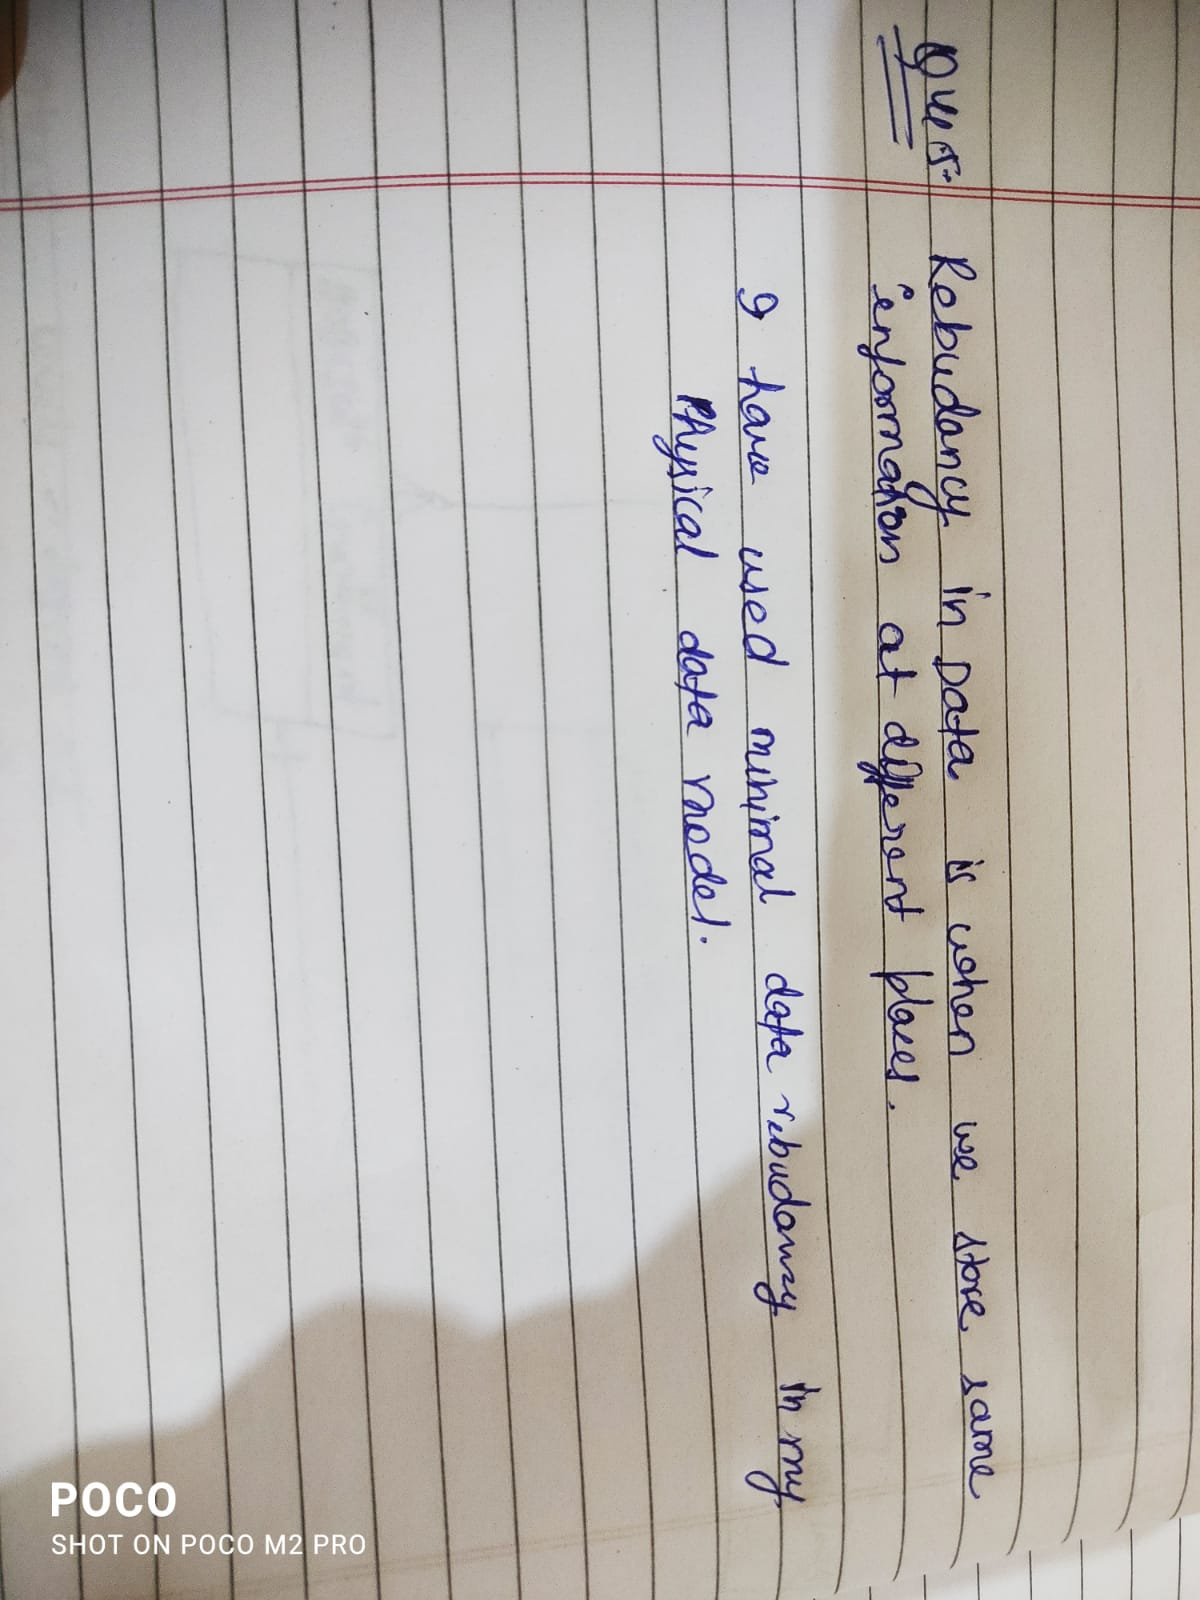 Ques- Rebudancy in Data is when we store same
information at different places.
I have used minimal data rebudancy in my
Physical data model.
POCO
SHOT ON POCO M2 PRO